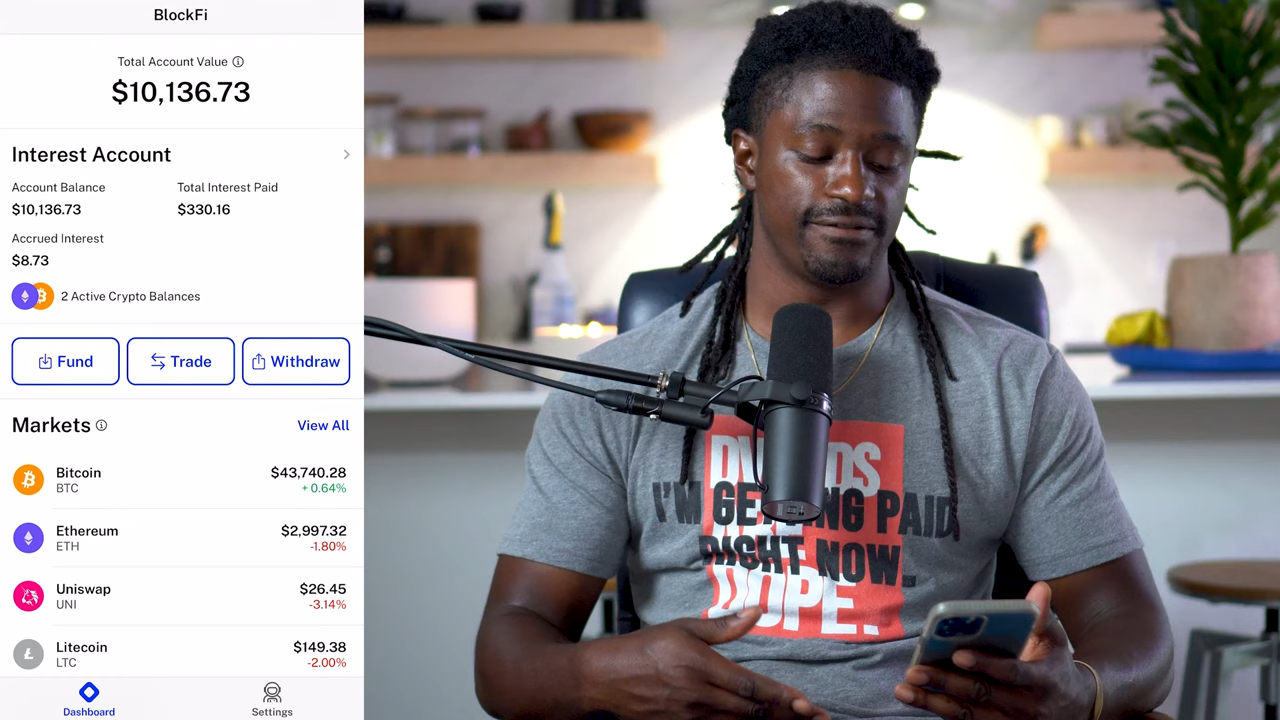 BlockFi
Total Account Value
$10,136.73
Interest Account
Account Balance
Total Interest Paid
$10,136.73
$330.16
Accrued Interest
$8.73
2 Active Crypto Balances
Fund
Trade
Withdraw
Markets
View All
Bitcoin
$43,740.28
BTC
+ 0.64%
Ethereum
$2,997.32
ETH
-1.80%
Uniswap
$26.45
UNI
-3.14%
Litecoin
$149.38
LTC
-2.00%
Dashboard
Settings
I'M GETTING PAID
RIGHT NOW.
DOPE.